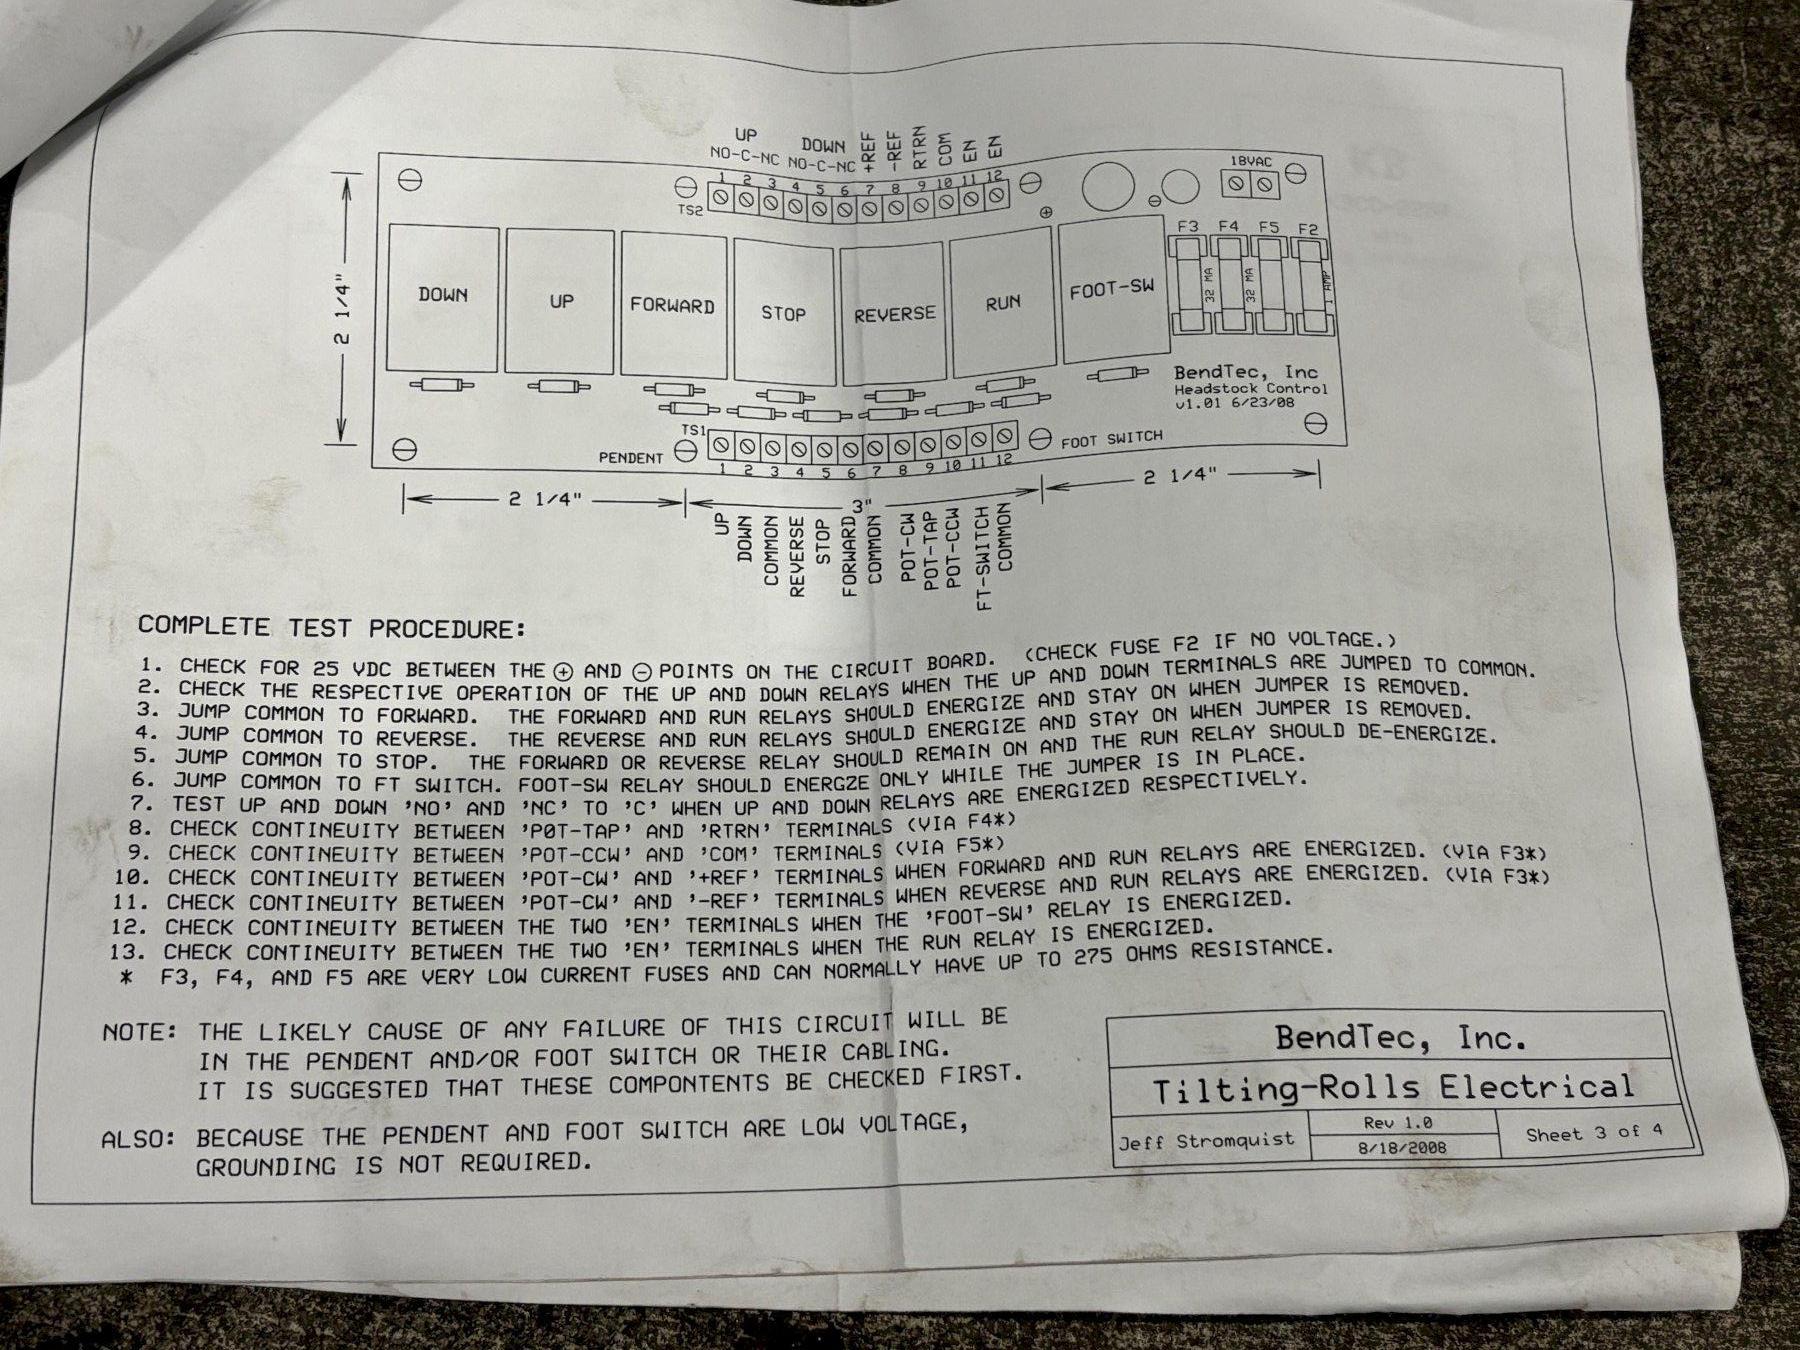 UP
DOWN
NO-C-NC NO-C-NC +REF -REF RTRN COM EN EN
1 2 3 4 5 6 7 8 9 10 11 12
TS2
18VAC
F3 F4 F5 F2
32 MA 32 MA 1 AMP
DOWN UP FORWARD STOP REVERSE RUN FOOT-SW
2 1/4"
BendTec, Inc
Headstock Control
v1.01 6/23/08
TS1
PENDENT
FOOT SWITCH
1 2 3 4 5 6 7 8 9 10 11 12
2 1/4" 3" 2 1/4"
UP DOWN COMMON REVERSE STOP FORWARD COMMON POT-CW POT-TAP POT-CCW FT-SWITCH COMMON
COMPLETE TEST PROCEDURE:
1. CHECK FOR 25 VDC BETWEEN THE ⊕ AND ⊖ POINTS ON THE CIRCUIT BOARD. (CHECK FUSE F2 IF NO VOLTAGE.)
2. CHECK THE RESPECTIVE OPERATION OF THE UP AND DOWN RELAYS WHEN THE UP AND DOWN TERMINALS ARE JUMPED TO COMMON.
3. JUMP COMMON TO FORWARD. THE FORWARD AND RUN RELAYS SHOULD ENERGIZE AND STAY ON WHEN JUMPER IS REMOVED.
4. JUMP COMMON TO REVERSE. THE REVERSE AND RUN RELAYS SHOULD ENERGIZE AND STAY ON WHEN JUMPER IS REMOVED.
5. JUMP COMMON TO STOP. THE FORWARD OR REVERSE RELAY SHOULD REMAIN ON AND THE RUN RELAY SHOULD DE-ENERGIZE.
6. JUMP COMMON TO FT SWITCH. FOOT-SW RELAY SHOULD ENERGZE ONLY WHILE THE JUMPER IS IN PLACE.
7. TEST UP AND DOWN 'NO' AND 'NC' TO 'C' WHEN UP AND DOWN RELAYS ARE ENERGIZED RESPECTIVELY.
8. CHECK CONTINEUITY BETWEEN 'POT-TAP' AND 'RTRN' TERMINALS (VIA F4*)
9. CHECK CONTINEUITY BETWEEN 'POT-CCW' AND 'COM' TERMINALS (VIA F5*)
10. CHECK CONTINEUITY BETWEEN 'POT-CW' AND '+REF' TERMINALS WHEN FORWARD AND RUN RELAYS ARE ENERGIZED. (VIA F3*)
11. CHECK CONTINEUITY BETWEEN 'POT-CW' AND '-REF' TERMINALS WHEN REVERSE AND RUN RELAYS ARE ENERGIZED. (VIA F3*)
12. CHECK CONTINEUITY BETWEEN THE TWO 'EN' TERMINALS WHEN THE 'FOOT-SW' RELAY IS ENERGIZED.
13. CHECK CONTINEUITY BETWEEN THE TWO 'EN' TERMINALS WHEN THE RUN RELAY IS ENERGIZED.
* F3, F4, AND F5 ARE VERY LOW CURRENT FUSES AND CAN NORMALLY HAVE UP TO 275 OHMS RESISTANCE.
NOTE: THE LIKELY CAUSE OF ANY FAILURE OF THIS CIRCUIT WILL BE
IN THE PENDENT AND/OR FOOT SWITCH OR THEIR CABLING.
IT IS SUGGESTED THAT THESE COMPONTENTS BE CHECKED FIRST.
ALSO: BECAUSE THE PENDENT AND FOOT SWITCH ARE LOW VOLTAGE,
GROUNDING IS NOT REQUIRED.
BendTec, Inc.
Tilting-Rolls Electrical
Jeff Stromquist
Rev 1.0
8/18/2008
Sheet 3 of 4